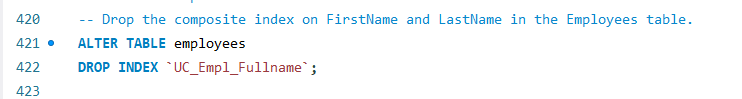 420 -- Drop the composite index on FirstName and LastName in the Employees table.
421 ALTER TABLE employees
422 DROP INDEX `UC_Empl_Fullname`;
423